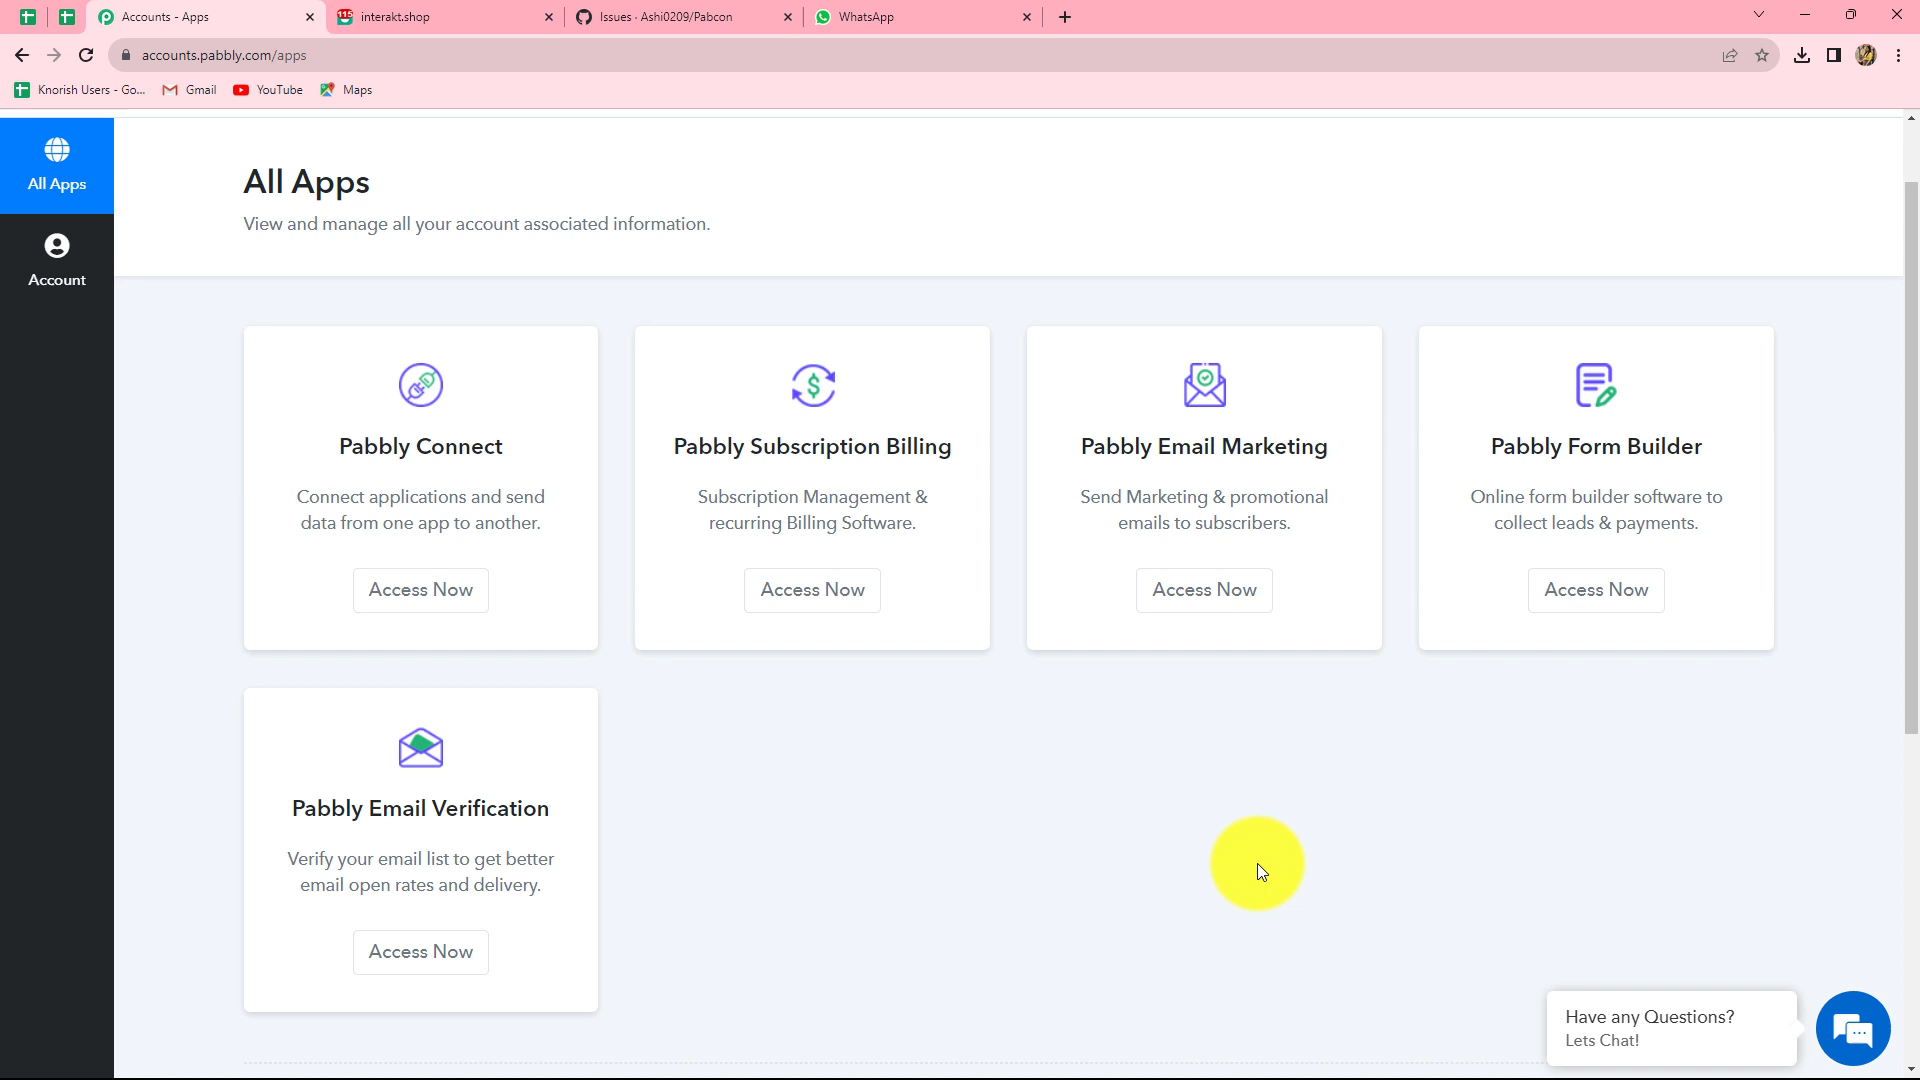 Accounts - Apps
115
interakt.shop
Issues · Ashi0209/Pabcon
WhatsApp
accounts.pabbly.com/apps
Knorish Users - Go...
Gmail
YouTube
Maps
All Apps
Account
All Apps
View and manage all your account associated information.
Pabbly Connect
Connect applications and send
data from one app to another.
Access Now
Pabbly Subscription Billing
Subscription Management &
recurring Billing Software.
Access Now
Pabbly Email Marketing
Send Marketing & promotional
emails to subscribers.
Access Now
Pabbly Form Builder
Online form builder software to
collect leads & payments.
Access Now
Pabbly Email Verification
Verify your email list to get better
email open rates and delivery.
Access Now
Have any Questions?
Lets Chat!